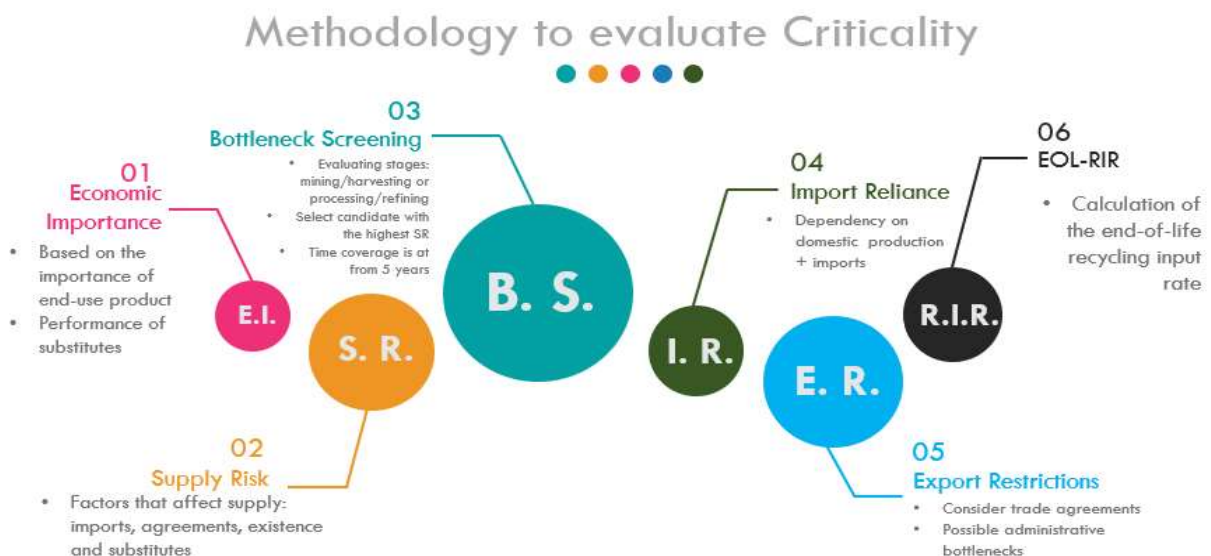 Methodology to evaluate Criticality
01
Economic
Importance
• Based on the
importance of
end-use product
• Performance of
substitutes
E.I.
02
Supply Risk
• Factors that affect supply:
imports, agreements, existence
and substitutes
S. R.
03
Bottleneck Screening
• Evaluating stages:
mining/harvesting or
processing/refining
• Select candidate with
the highest SR
• Time coverage is at
from 5 years
B. S.
04
Import Reliance
• Dependency on
domestic production
+ imports
I. R.
05
Export Restrictions
• Consider trade agreements
• Possible administrative
bottlenecks
E. R.
06
EOL-RIR
• Calculation of
the end-of-life
recycling input
rate
R.I.R.